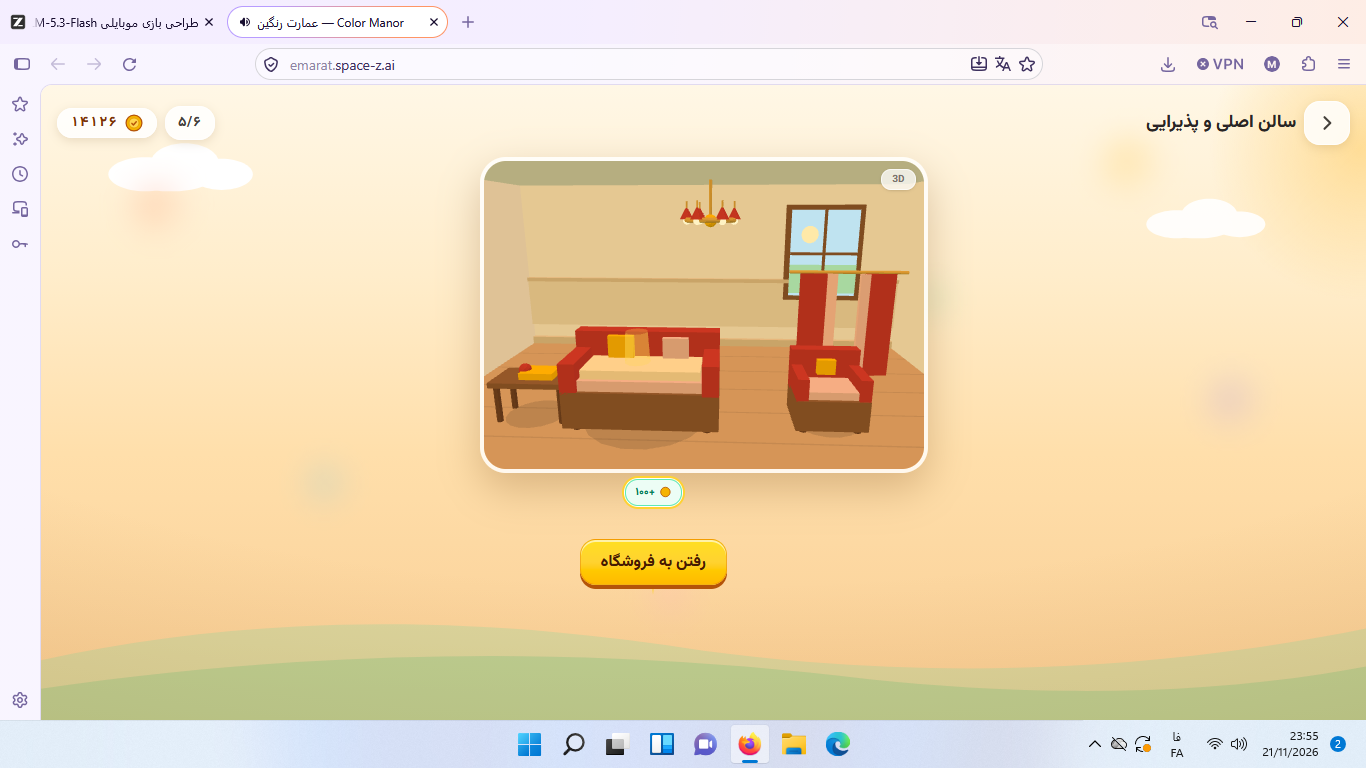 طراحی بازی موبایلی M-5.3-Flash
عمارت رنگین — Color Manor
emarat.space-z.ai
VPN
M
۱۴۱۲۶
۵/۶
سالن اصلی و پذیرایی
3D
۱۰۰+
رفتن به فروشگاه
فا
FA
23:55
21/11/2026
2